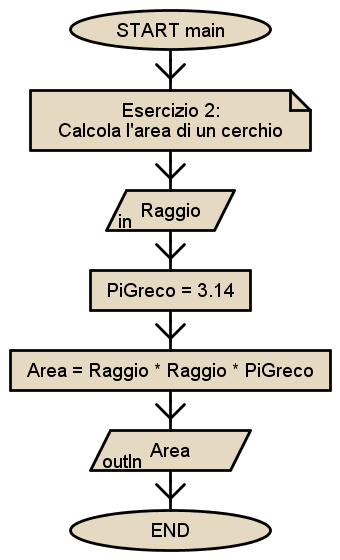 START main
Esercizio 2:
Calcola l'area di un cerchio
Raggio
in
PiGreco = 3.14
Area = Raggio * Raggio * PiGreco
Area
outln
END